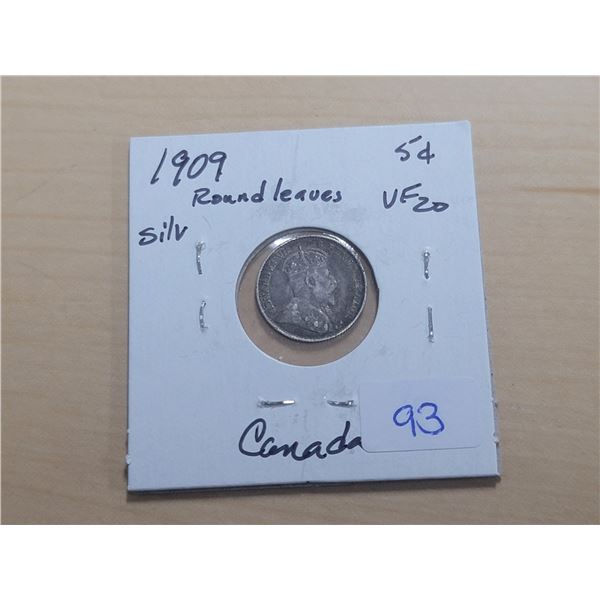 1909 5¢
Round leaves VF20
Silv
Canada
93